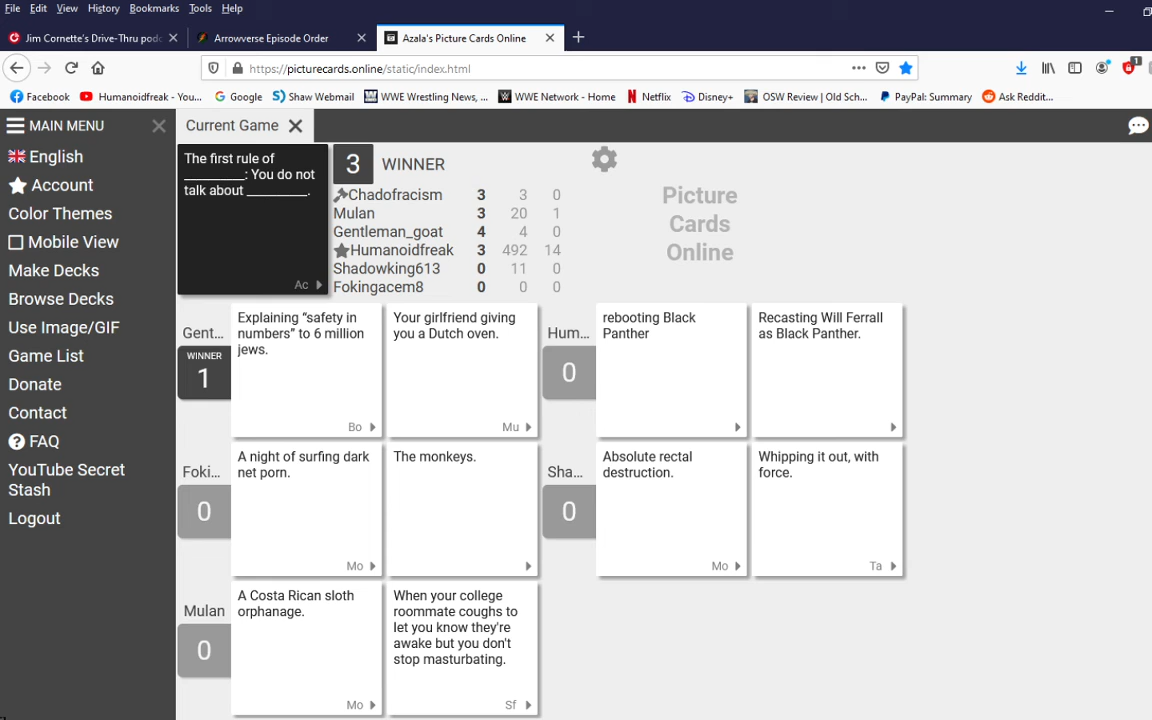 File Edit View History Bookmarks Tools Help
Jim Cornette's Drive-Thru pod
Arrowverse Episode Order
Azala's Picture Cards Online
https://picturecards.online/static/index.html
1
Facebook
Humanoidfreak - You...
Google
Shaw Webmail
WWE Wrestling News, ...
WWE Network - Home
Netflix
Disney+
OSW Review | Old Sch...
PayPal: Summary
Ask Reddit...
MAIN MENU
Current Game
English
Account
Color Themes
Mobile View
Make Decks
Browse Decks
Use Image/GIF
Game List
Donate
Contact
FAQ
YouTube Secret
Stash
Logout
The first rule of
________: You do not
talk about ________.
Ac
3 WINNER
Chadofracism 3 3 0
Mulan 3 20 1
Gentleman_goat 4 4 0
Humanoidfreak 3 492 14
Shadowking613 0 11 0
Fokingacem8 0 0 0
Picture
Cards
Online
Gent...
WINNER
1
Explaining “safety in
numbers” to 6 million
jews.
Bo
Your girlfriend giving
you a Dutch oven.
Mu
Hum...
0
rebooting Black
Panther
Recasting Will Ferrall
as Black Panther.
Foki...
0
A night of surfing dark
net porn.
Mo
The monkeys.
Sha...
0
Absolute rectal
destruction.
Mo
Whipping it out, with
force.
Ta
Mulan
0
A Costa Rican sloth
orphanage.
Mo
When your college
roommate coughs to
let you know they're
awake but you don't
stop masturbating.
Sf